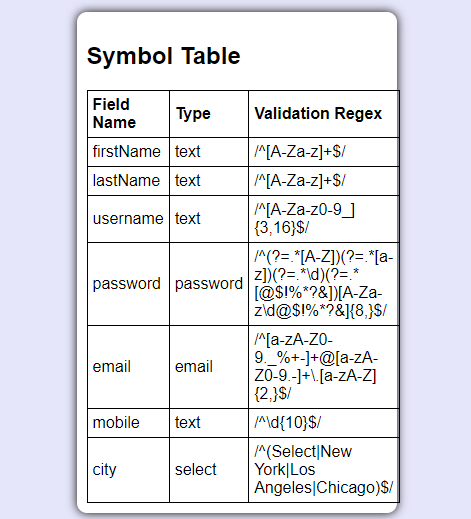 Symbol Table
Field
Name
Type
Validation Regex
firstName
text
/^[A-Za-z]+$/
lastName
text
/^[A-Za-z]+$/
username
text
/^[A-Za-z0-9_]
{3,16}$/
password
password
/^(?=.*[A-Z])(?=.*[a-
z])(?=.*\d)(?=.*
[@$!%*?&])[A-Za-
z\d@$!%*?&]{8,}$/
email
email
/^[a-zA-Z0-
9._%+-]+@[a-zA-
Z0-9.-]+\.[a-zA-Z]
{2,}$/
mobile
text
/^\d{10}$/
city
select
/^(Select|New
York|Los
Angeles|Chicago)$/